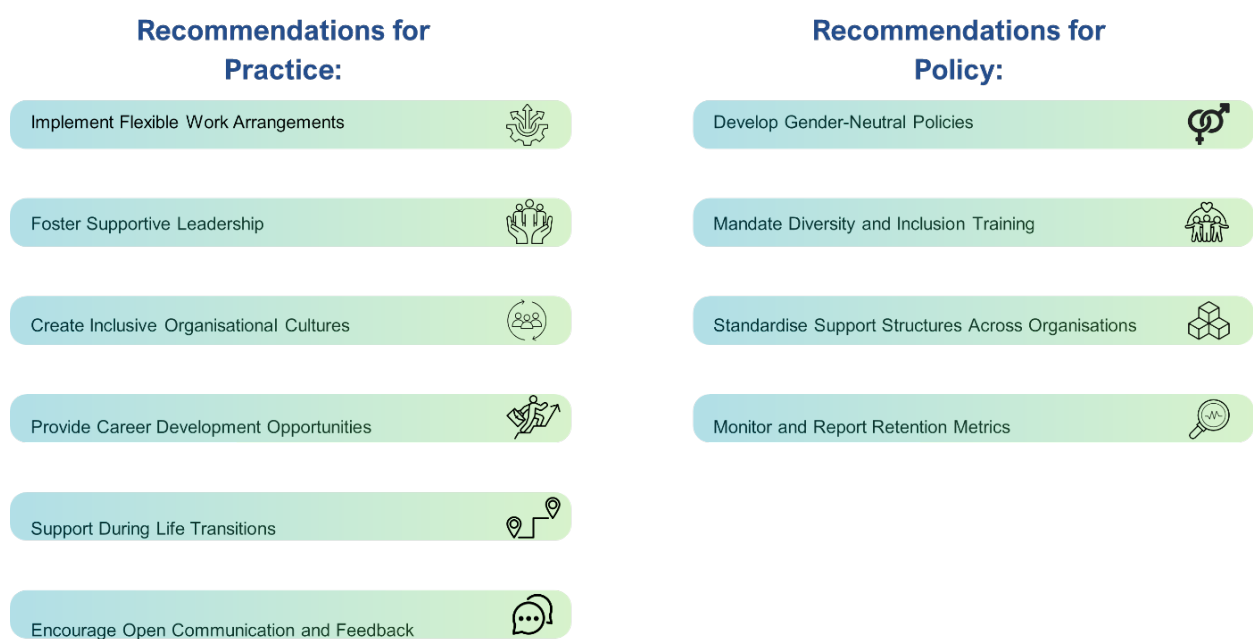 Recommendations for
Practice:
Implement Flexible Work Arrangements
Foster Supportive Leadership
Create Inclusive Organisational Cultures
Provide Career Development Opportunities
Support During Life Transitions
Encourage Open Communication and Feedback
Recommendations for
Policy:
Develop Gender-Neutral Policies
Mandate Diversity and Inclusion Training
Standardise Support Structures Across Organisations
Monitor and Report Retention Metrics